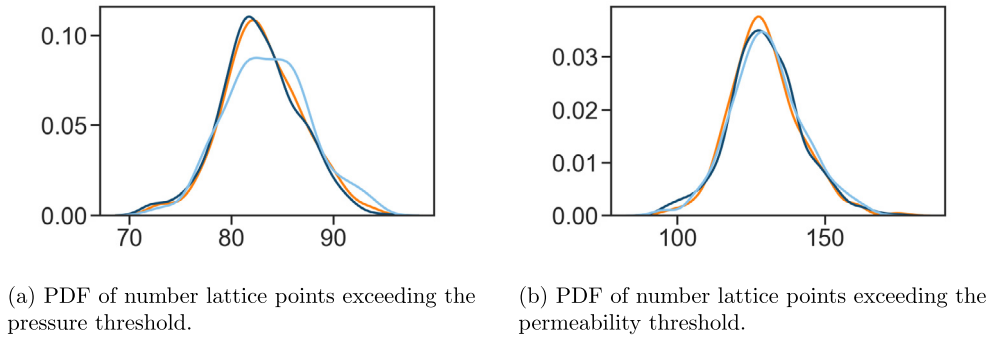 0.10
0.05
0.00
70 80 90
0.03
0.02
0.01
0.00
100 150
(a) PDF of number lattice points exceeding the
pressure threshold.
(b) PDF of number lattice points exceeding the
permeability threshold.